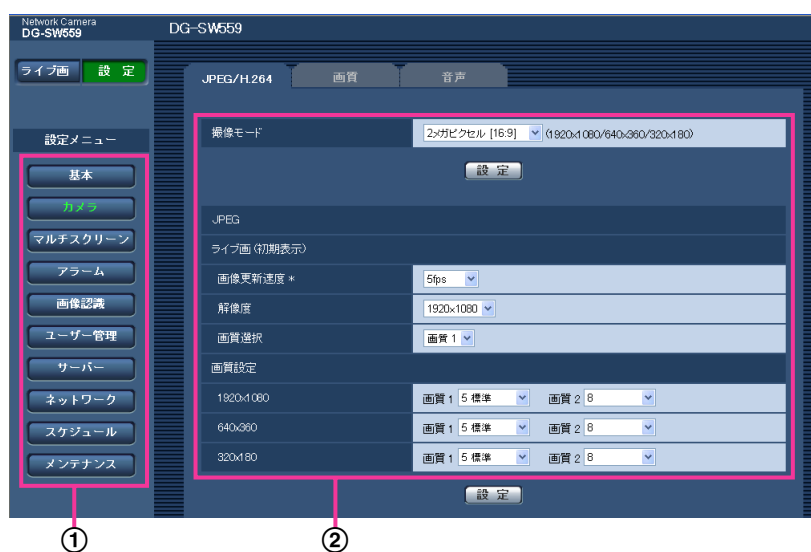 Network Camera
DG-SW559
DG-SW559
ライブ画 設 定
JPEG/H.264 画質 音声
設定メニュー
基本
カメラ
マルチスクリーン
アラーム
画像認識
ユーザー管理
サーバー
ネットワーク
スケジュール
メンテナンス
撮像モード 2メガピクセル [16:9] (1920x1080/640x360/320x180)
設 定
JPEG
ライブ画(初期表示)
画像更新速度 * 5fps
解像度 1920x1080
画質選択 画質 1
画質設定
1920x1080 画質 1 5 標準 画質 2 8
640x360 画質 1 5 標準 画質 2 8
320x180 画質 1 5 標準 画質 2 8
設 定
① ②